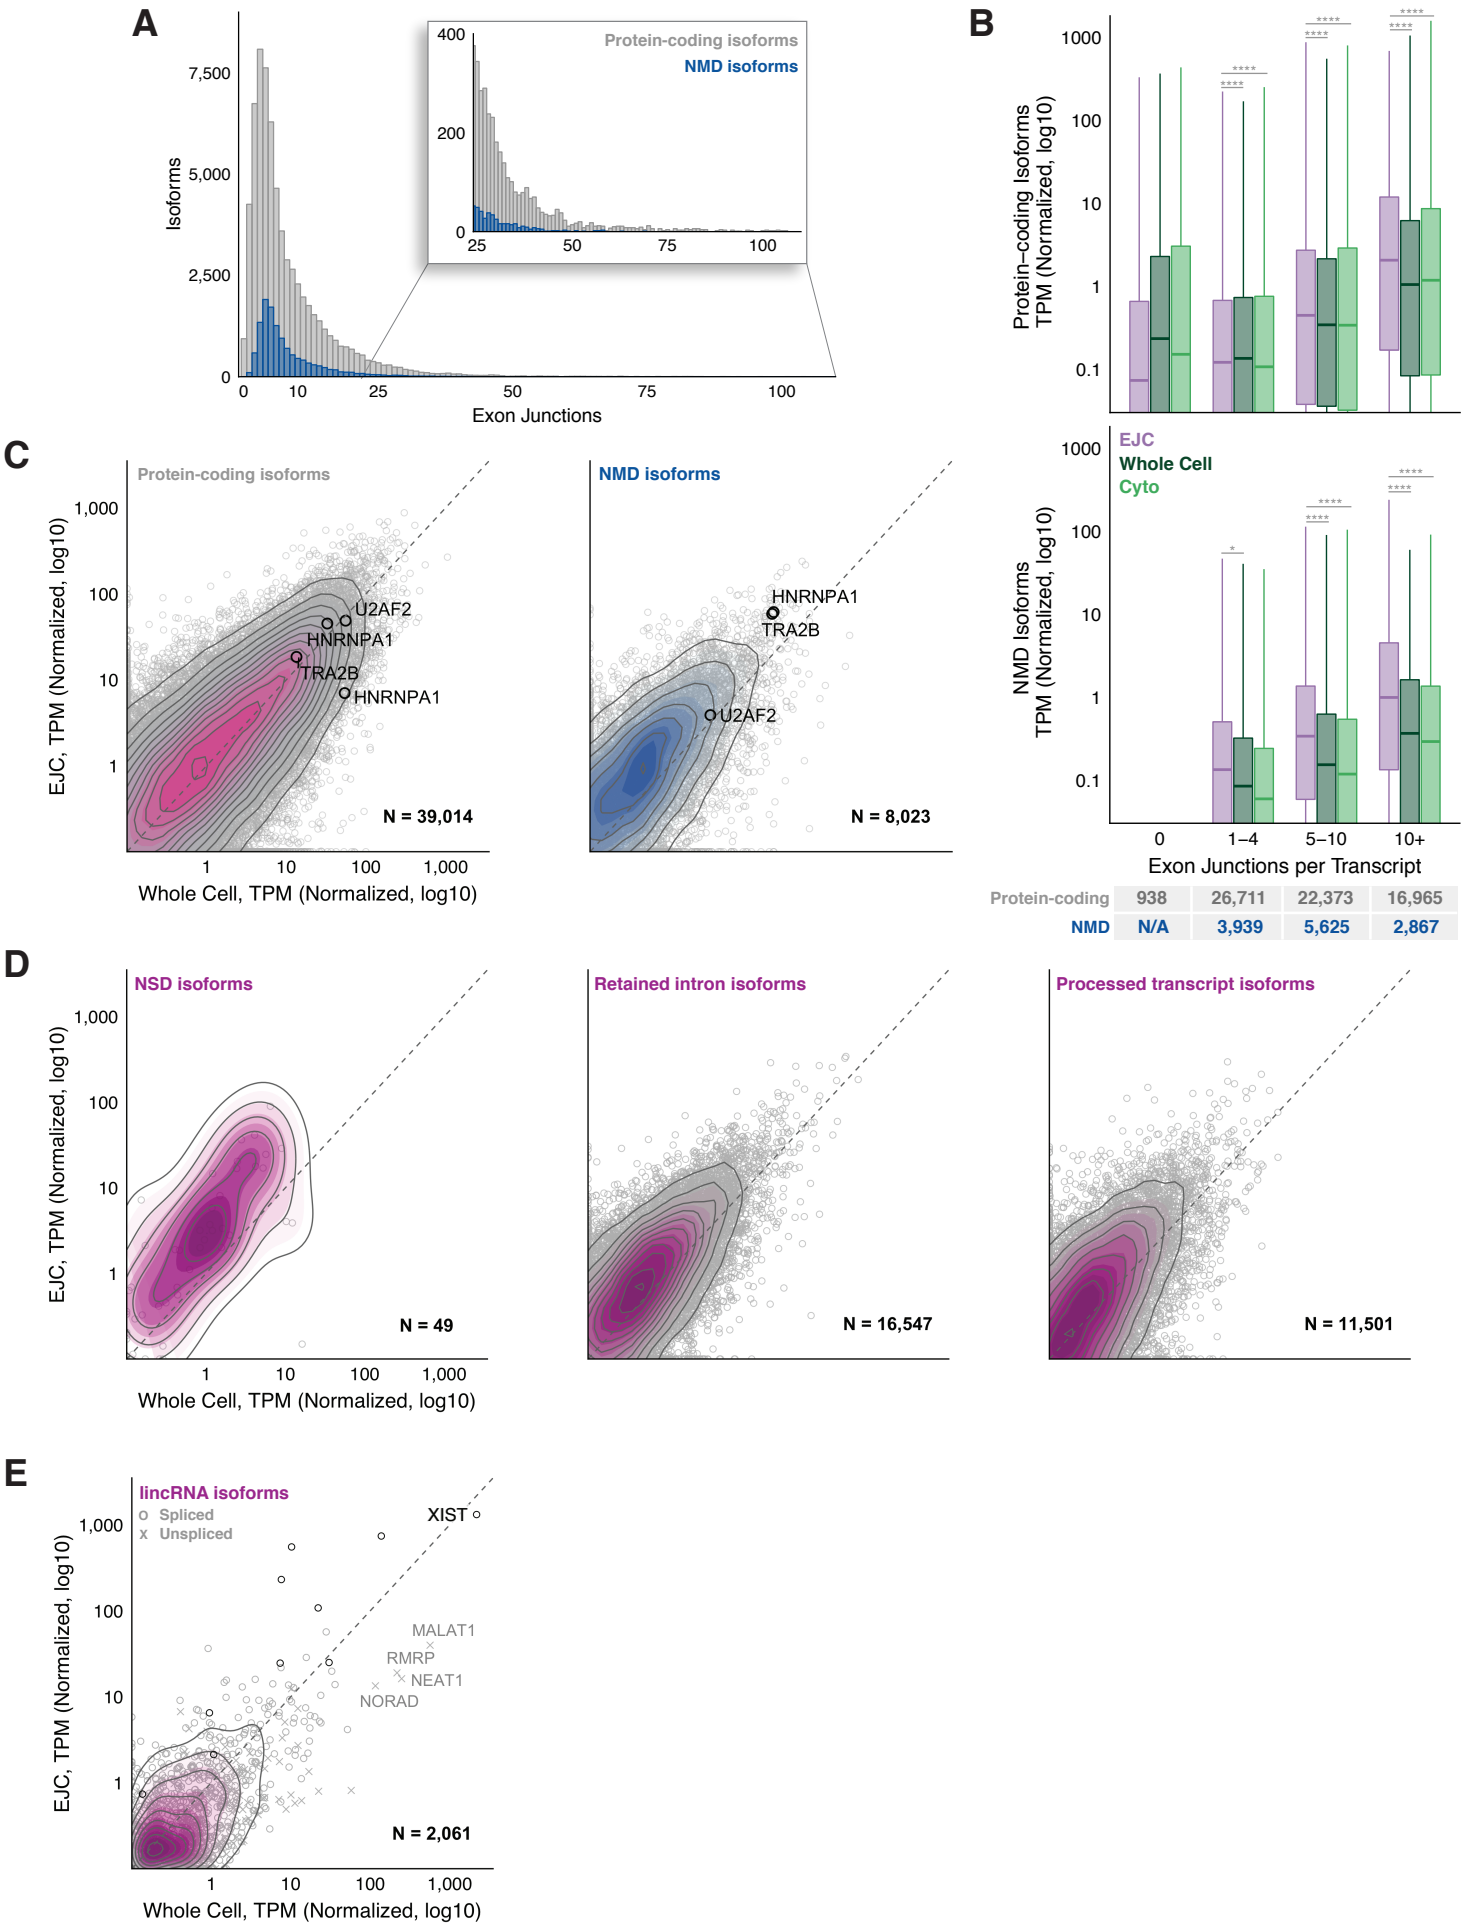 A
Isoforms
7,500
5,000
2,500
0
0 10 25 50 75 100
Exon Junctions
400
200
0
25 50 75 100
Protein-coding isoforms
NMD isoforms
B
Protein–coding Isoforms
TPM (Normalized, log10)
1000
100
10
1
0.1
**** ****
**** ****
**** ****
NMD Isoforms
TPM (Normalized, log10)
1000
100
10
1
0.1
EJC
Whole Cell
Cyto
*
**** ****
**** ****
0 1–4 5–10 10+
Exon Junctions per Transcript
Protein-coding 938 26,711 22,373 16,965
NMD N/A 3,939 5,625 2,867
C
EJC, TPM (Normalized, log10)
1,000
100
10
1
Protein-coding isoforms
U2AF2
HNRNPA1
TRA2B
HNRNPA1
N = 39,014
1 10 100 1,000
Whole Cell, TPM (Normalized, log10)
NMD isoforms
HNRNPA1
TRA2B
U2AF2
N = 8,023
D
EJC, TPM (Normalized, log10)
1,000
100
10
1
NSD isoforms
N = 49
1 10 100 1,000
Whole Cell, TPM (Normalized, log10)
Retained intron isoforms
N = 16,547
Processed transcript isoforms
N = 11,501
E
EJC, TPM (Normalized, log10)
1,000
100
10
1
lincRNA isoforms
o Spliced
x Unspliced
XIST
MALAT1
RMRP
NEAT1
NORAD
N = 2,061
1 10 100 1,000
Whole Cell, TPM (Normalized, log10)